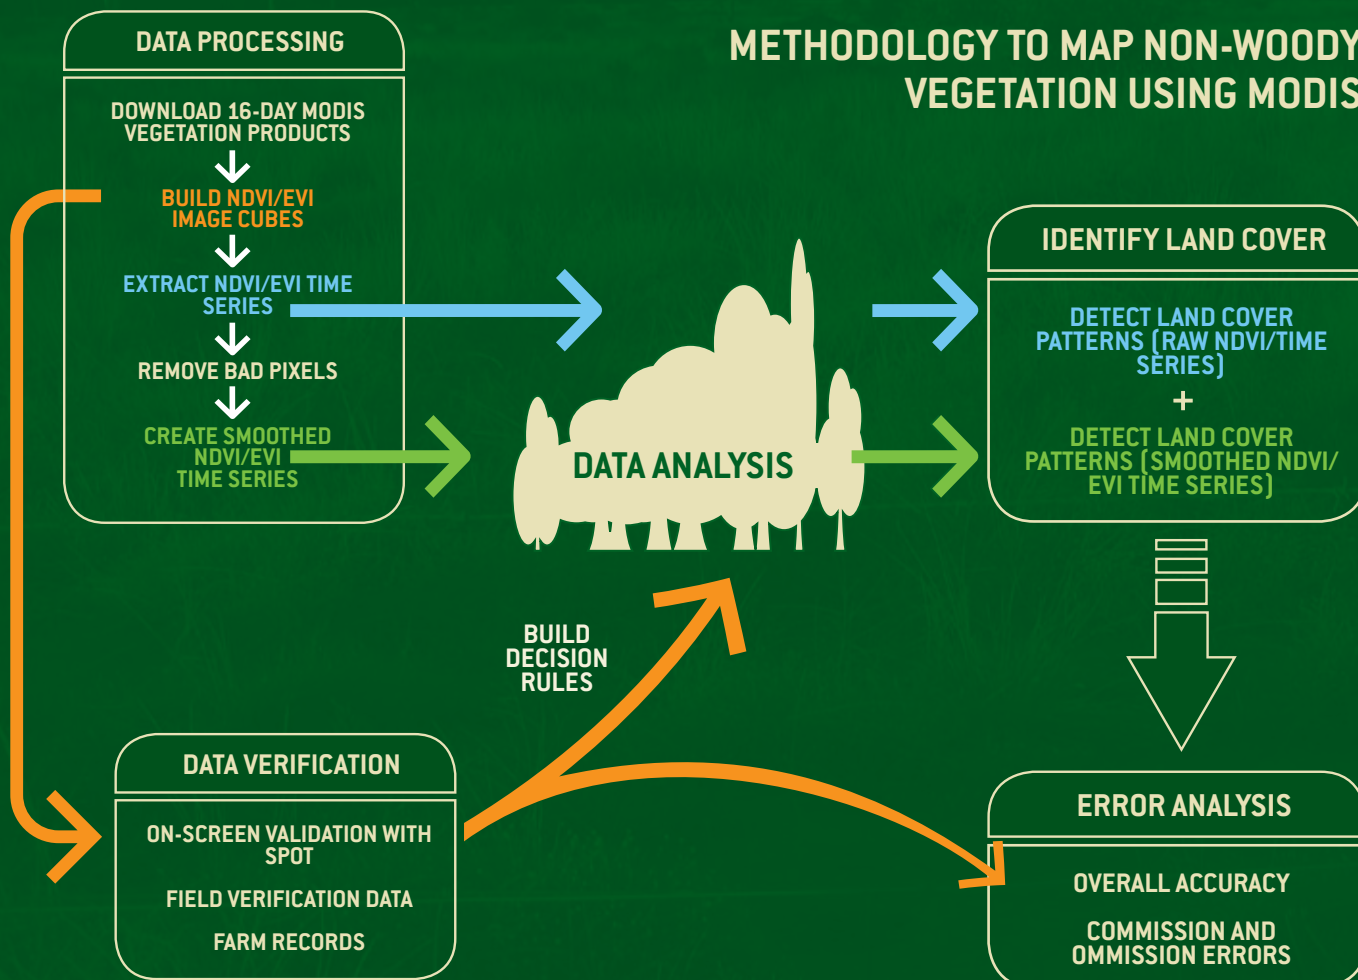 METHODOLOGY TO MAP NON-WOODY
VEGETATION USING MODIS
DATA PROCESSING
DOWNLOAD 16-DAY MODIS
VEGETATION PRODUCTS
BUILD NDVI/EVI
IMAGE CUBES
EXTRACT NDVI/EVI TIME
SERIES
REMOVE BAD PIXELS
CREATE SMOOTHED
NDVI/EVI
TIME SERIES
DATA ANALYSIS
IDENTIFY LAND COVER
DETECT LAND COVER
PATTERNS (RAW NDVI/TIME
SERIES)
+
DETECT LAND COVER
PATTERNS (SMOOTHED NDVI/
EVI TIME SERIES)
BUILD
DECISION
RULES
DATA VERIFICATION
ON-SCREEN VALIDATION WITH
SPOT
FIELD VERIFICATION DATA
FARM RECORDS
ERROR ANALYSIS
OVERALL ACCURACY
COMMISSION AND
OMMISSION ERRORS